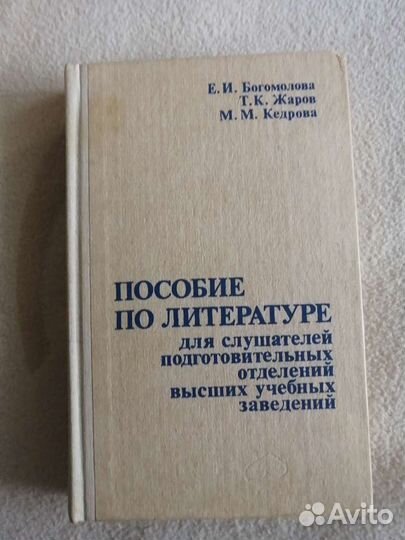 Е. И. Богомолова
Т. К. Жаров
М. М. Кедрова
ПОСОБИЕ
ПО ЛИТЕРАТУРЕ
для слушателей
подготовительных
отделений
высших учебных
заведений
Avito